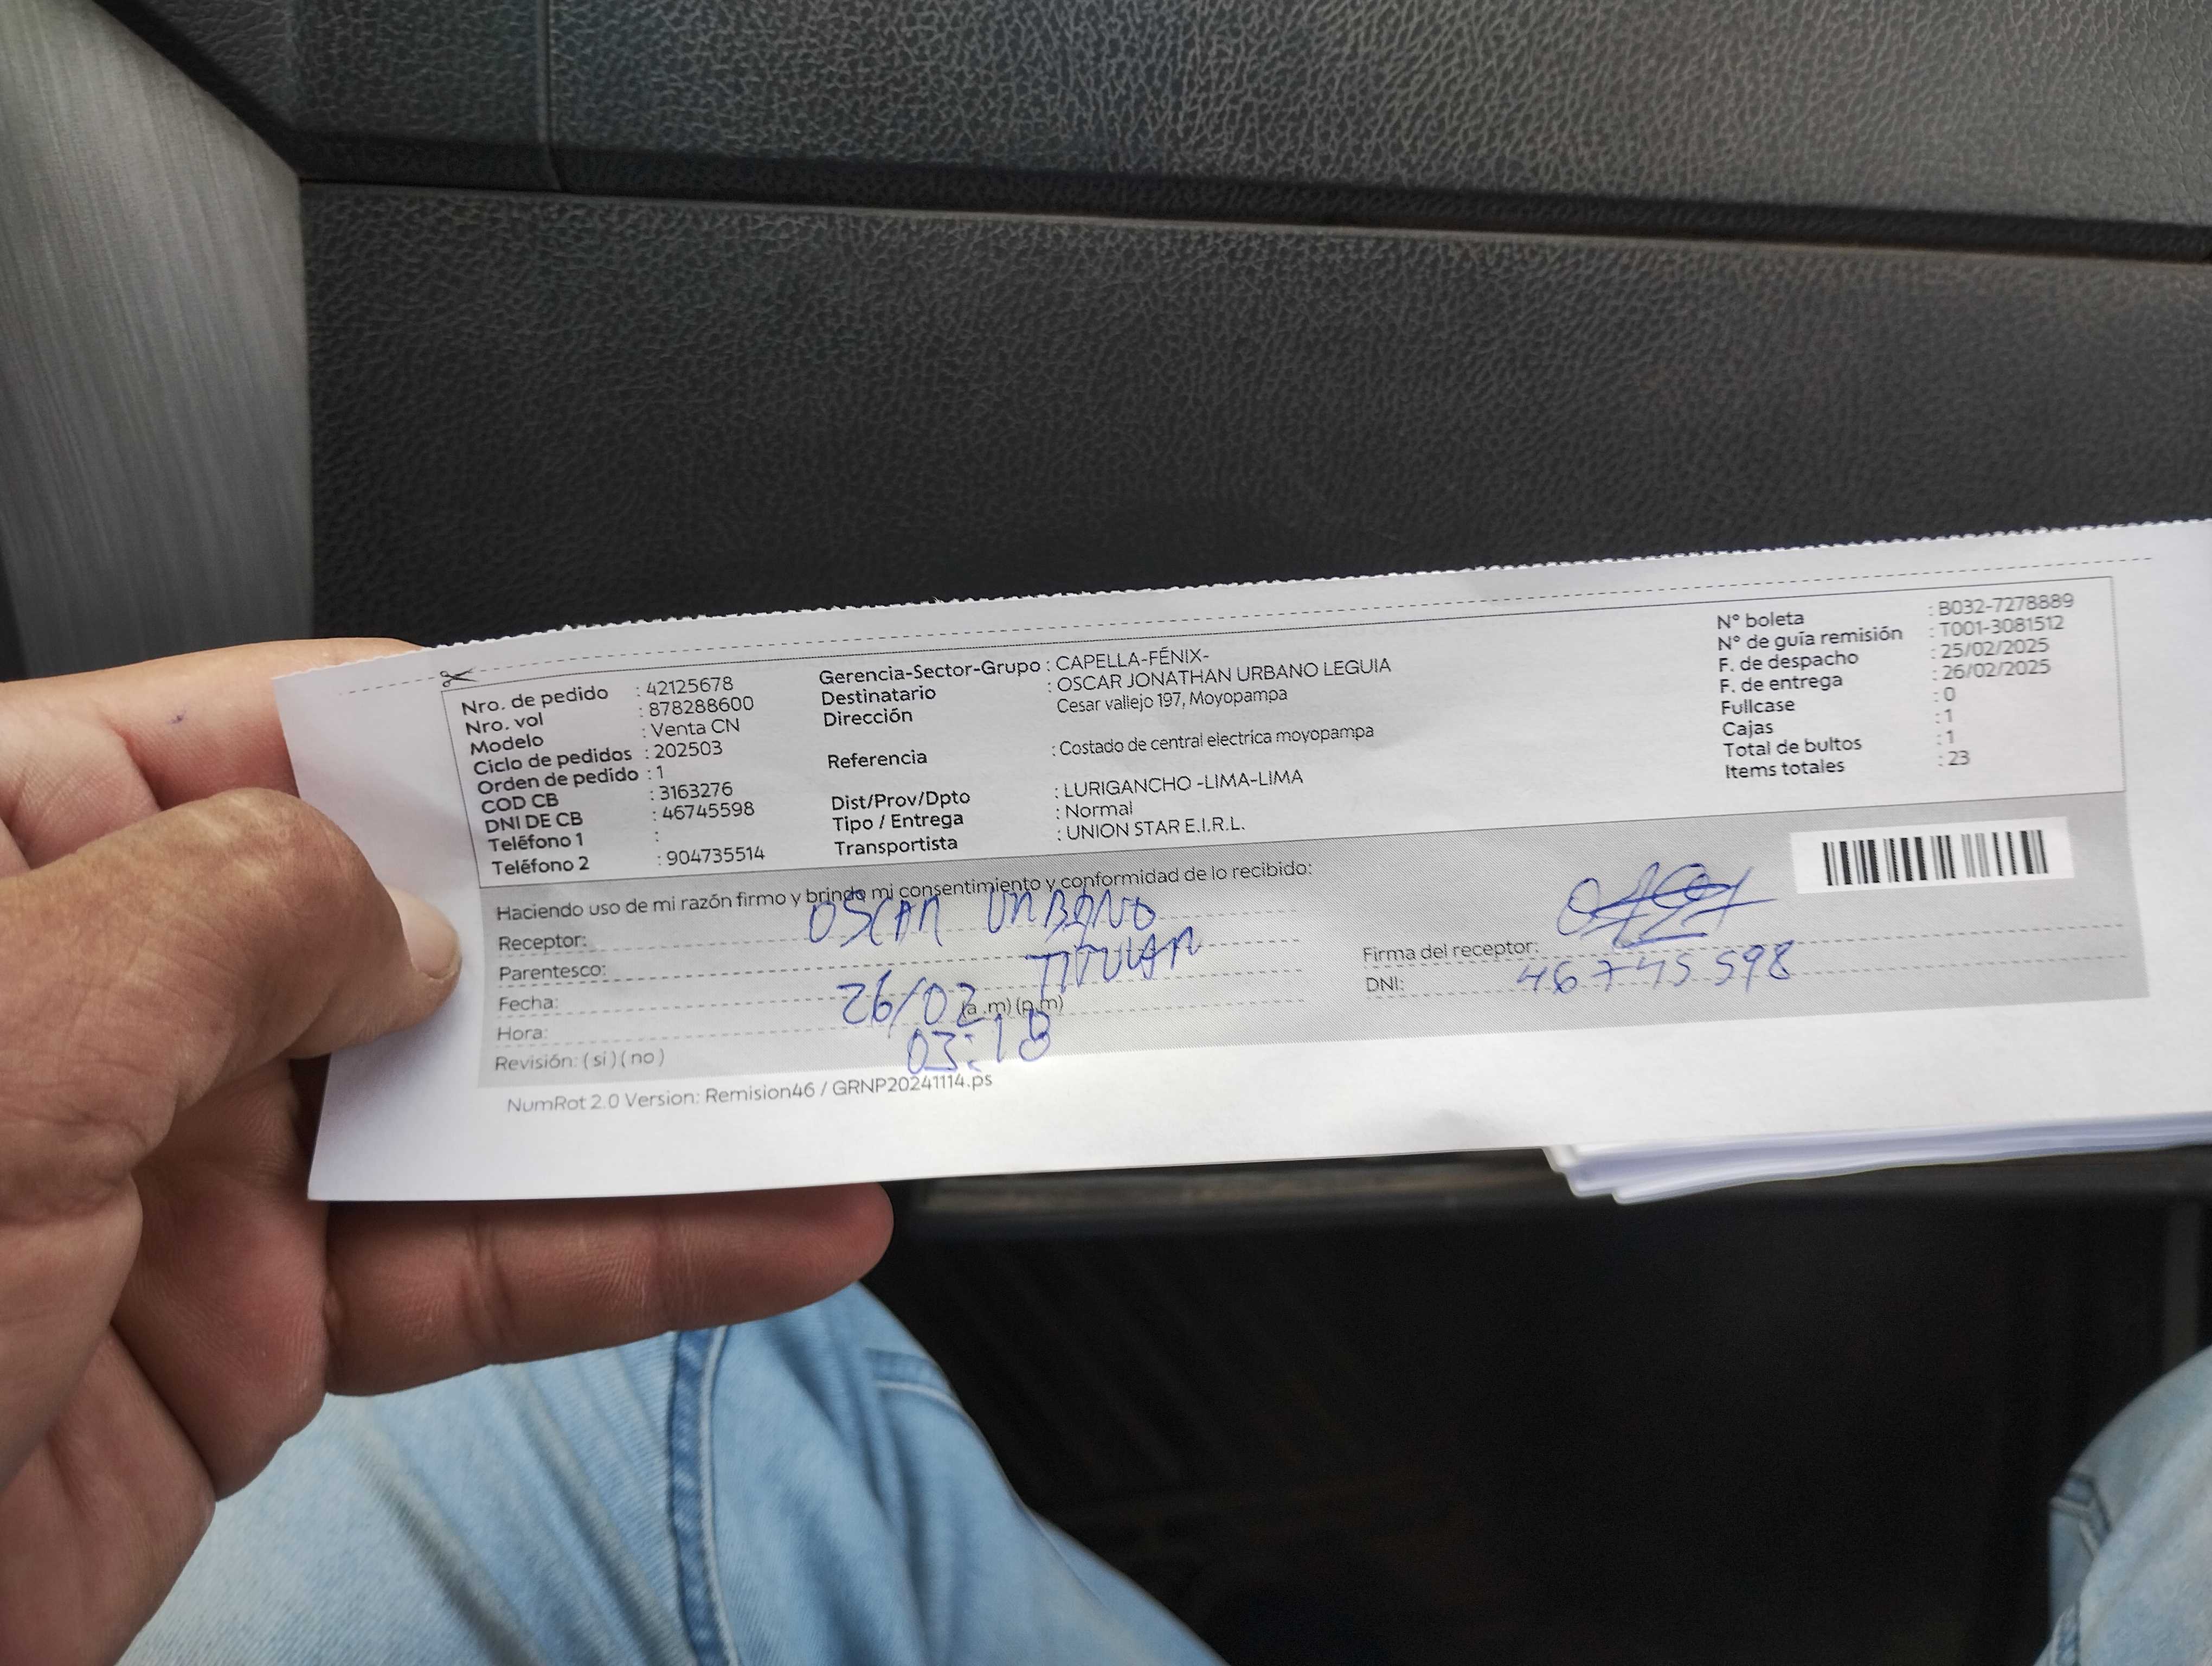 Nro. de pedido : 42125678
Nro. vol : 878288600
Modelo : Venta CN
Ciclo de pedidos : 202503
Orden de pedido : 1
COD CB : 3163276
DNI DE CB : 46745598
Teléfono 1 :
Teléfono 2 : 904735514
Gerencia-Sector-Grupo : CAPELLA-FÉNIX-
Destinatario : OSCAR JONATHAN URBANO LEGUIA
Dirección Cesar vallejo 197, Moyopampa
Referencia : Costado de central electrica moyopampa
Dist/Prov/Dpto : LURIGANCHO -LIMA-LIMA
Tipo / Entrega : Normal
Transportista : UNION STAR E.I.R.L.
N° boleta : B032-7278889
N° de guía remisión : T001-3081512
F. de despacho : 25/02/2025
F. de entrega : 26/02/2025
Fullcase : 0
Cajas : 1
Total de bultos : 1
Items totales : 23
Haciendo uso de mi razón firmo y brindo mi consentimiento y conformidad de lo recibido:
Receptor: OSCAR URBANO
Parentesco: TITULAR
Fecha: 26/02
Hora: 03:18 (a .m) (p.m)
Revisión: ( si ) ( no )
Firma del receptor:
DNI: 46745598
NumRot 2.0 Version: Remision46 / GRNP20241114.ps